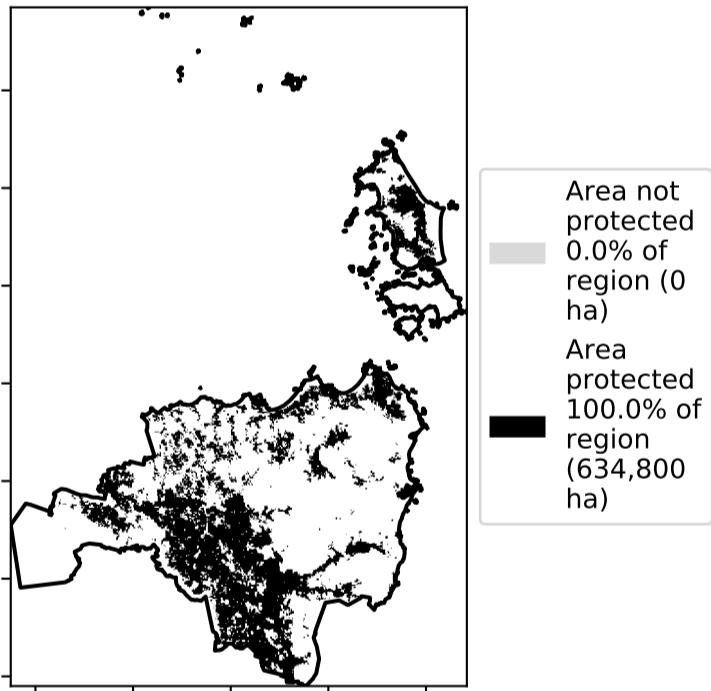 Area not
protected
0.0% of
region (0
ha)
Area
protected
100.0% of
region
(634,800
ha)